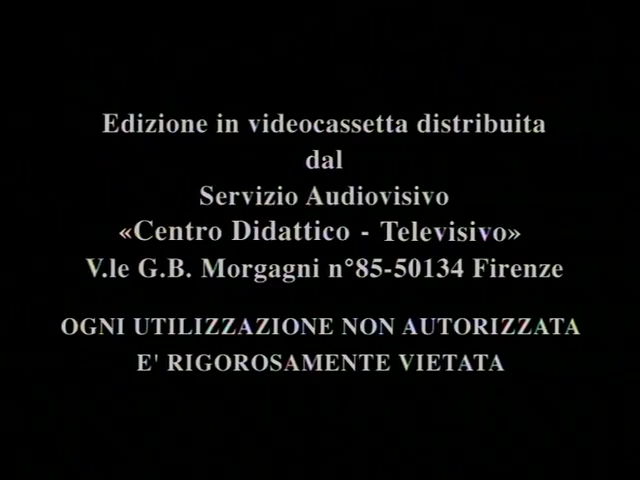 Edizione in videocassetta distribuita
dal
Servizio Audiovisivo
«Centro Didattico - Televisivo»
V.le G.B. Morgagni n°85-50134 Firenze
OGNI UTILIZZAZIONE NON AUTORIZZATA
E' RIGOROSAMENTE VIETATA